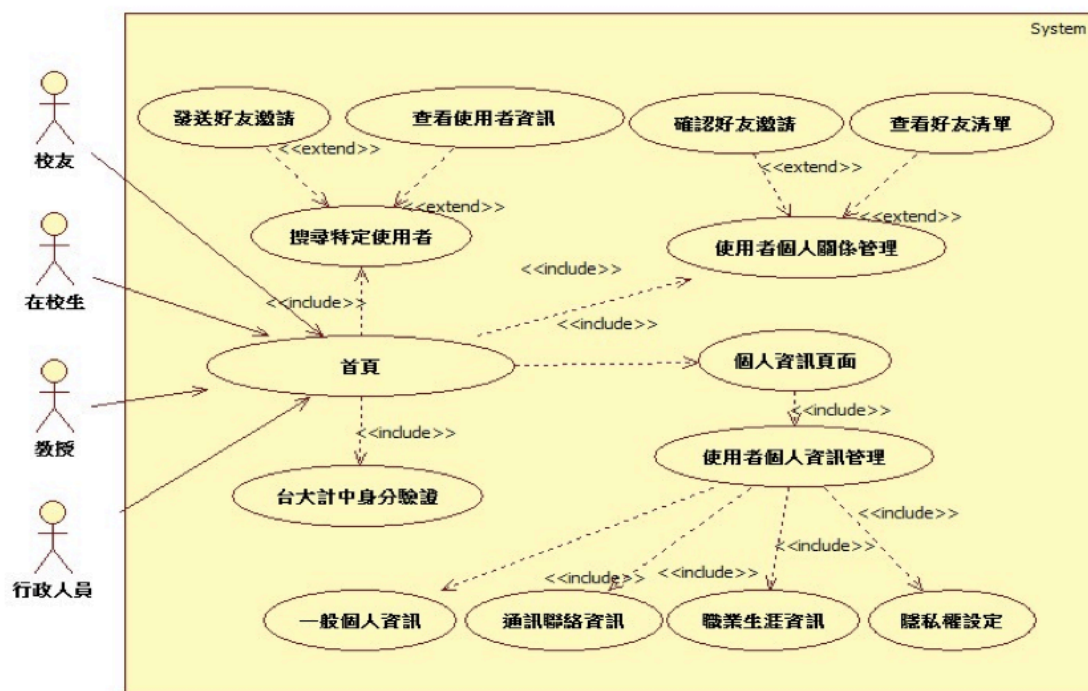 System
發送好友邀請
查看使用者資訊
確認好友邀請
查看好友清單
<<extend>>
<<extend>>
校友
<<extend>>
<<extend>>
搜尋特定使用者
使用者個人關係管理
<<include>>
在校生
<<include>>
<<include>>
首頁
個人資訊頁面
<<include>>
<<include>>
教授
使用者個人資訊管理
台大計中身分驗證
<<include>>
<<include>>
<<include>>
<<include>>
行政人員
一般個人資訊
通訊聯絡資訊
職業生涯資訊
隱私權設定